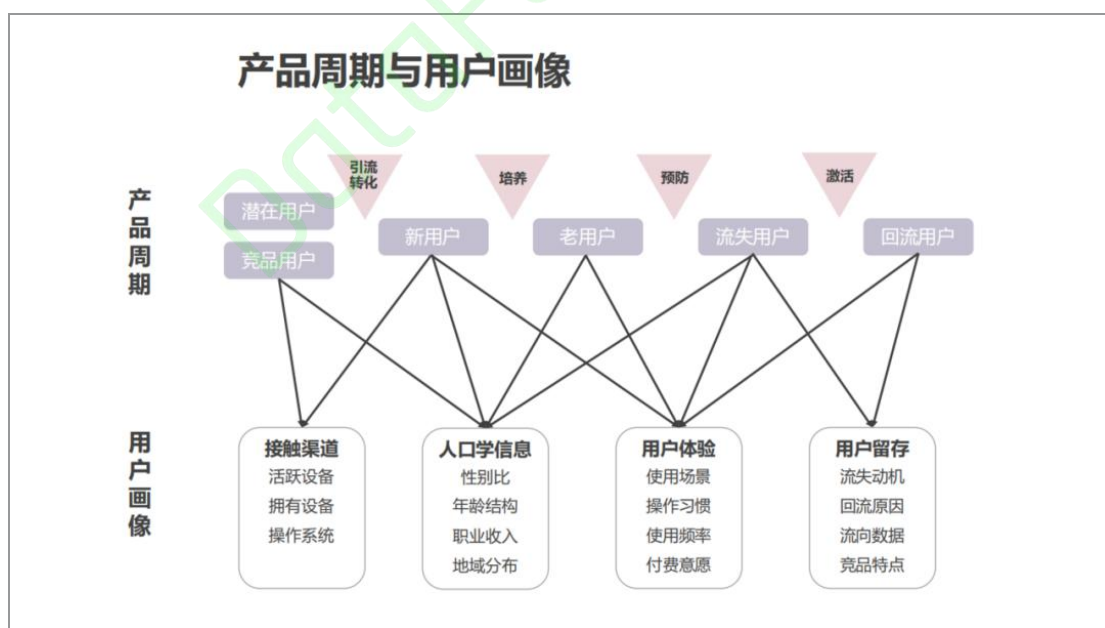 产品周期与用户画像
引流
转化
培养
预防
激活
产品周期
潜在用户
竞品用户
新用户
老用户
流失用户
回流用户
用户画像
接触渠道
活跃设备
拥有设备
操作系统
人口学信息
性别比
年龄结构
职业收入
地域分布
用户体验
使用场景
操作习惯
使用频率
付费意愿
用户留存
流失动机
回流原因
流向数据
竞品特点